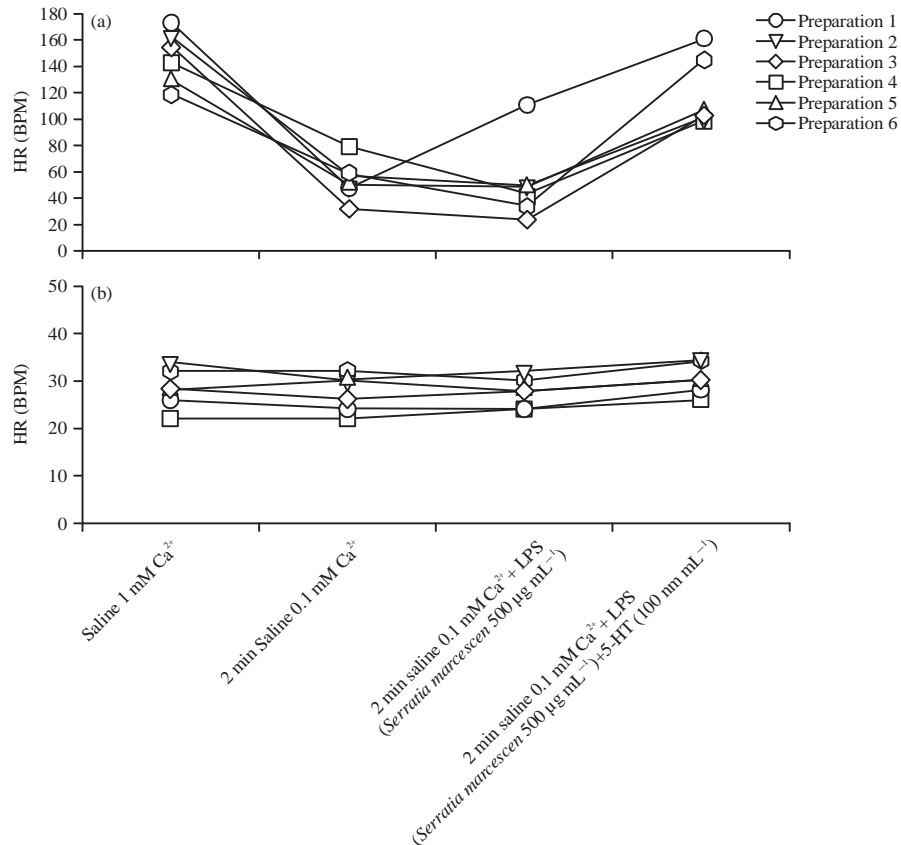 (a)
180
160
140
120
100
80
60
40
20
0
HR (BPM)
Preparation 1
Preparation 2
Preparation 3
Preparation 4
Preparation 5
Preparation 6
(b)
50
40
30
20
10
0
HR (BPM)
Saline 1 mM Ca²⁺
2 min Saline 0.1 mM Ca²⁺
2 min saline 0.1 mM Ca²⁺+ LPS
(Serratia marcescen 500 µg mL⁻¹)
2 min saline 0.1 mM Ca²⁺+ LPS
(Serratia marcescen 500 µg mL⁻¹)+5-HT (100 nm mL⁻¹)